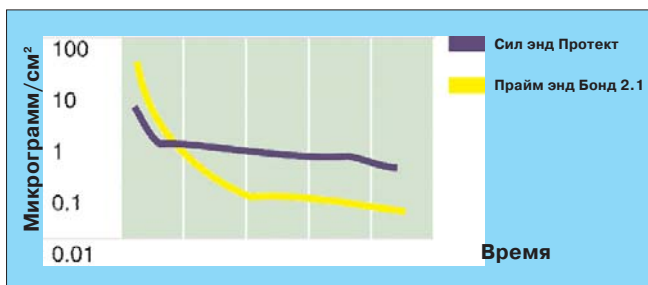 Микрограмм/см²
100
10
1
0.1
0.01
Время
Сил энд Протект
Прайм энд Бонд 2.1